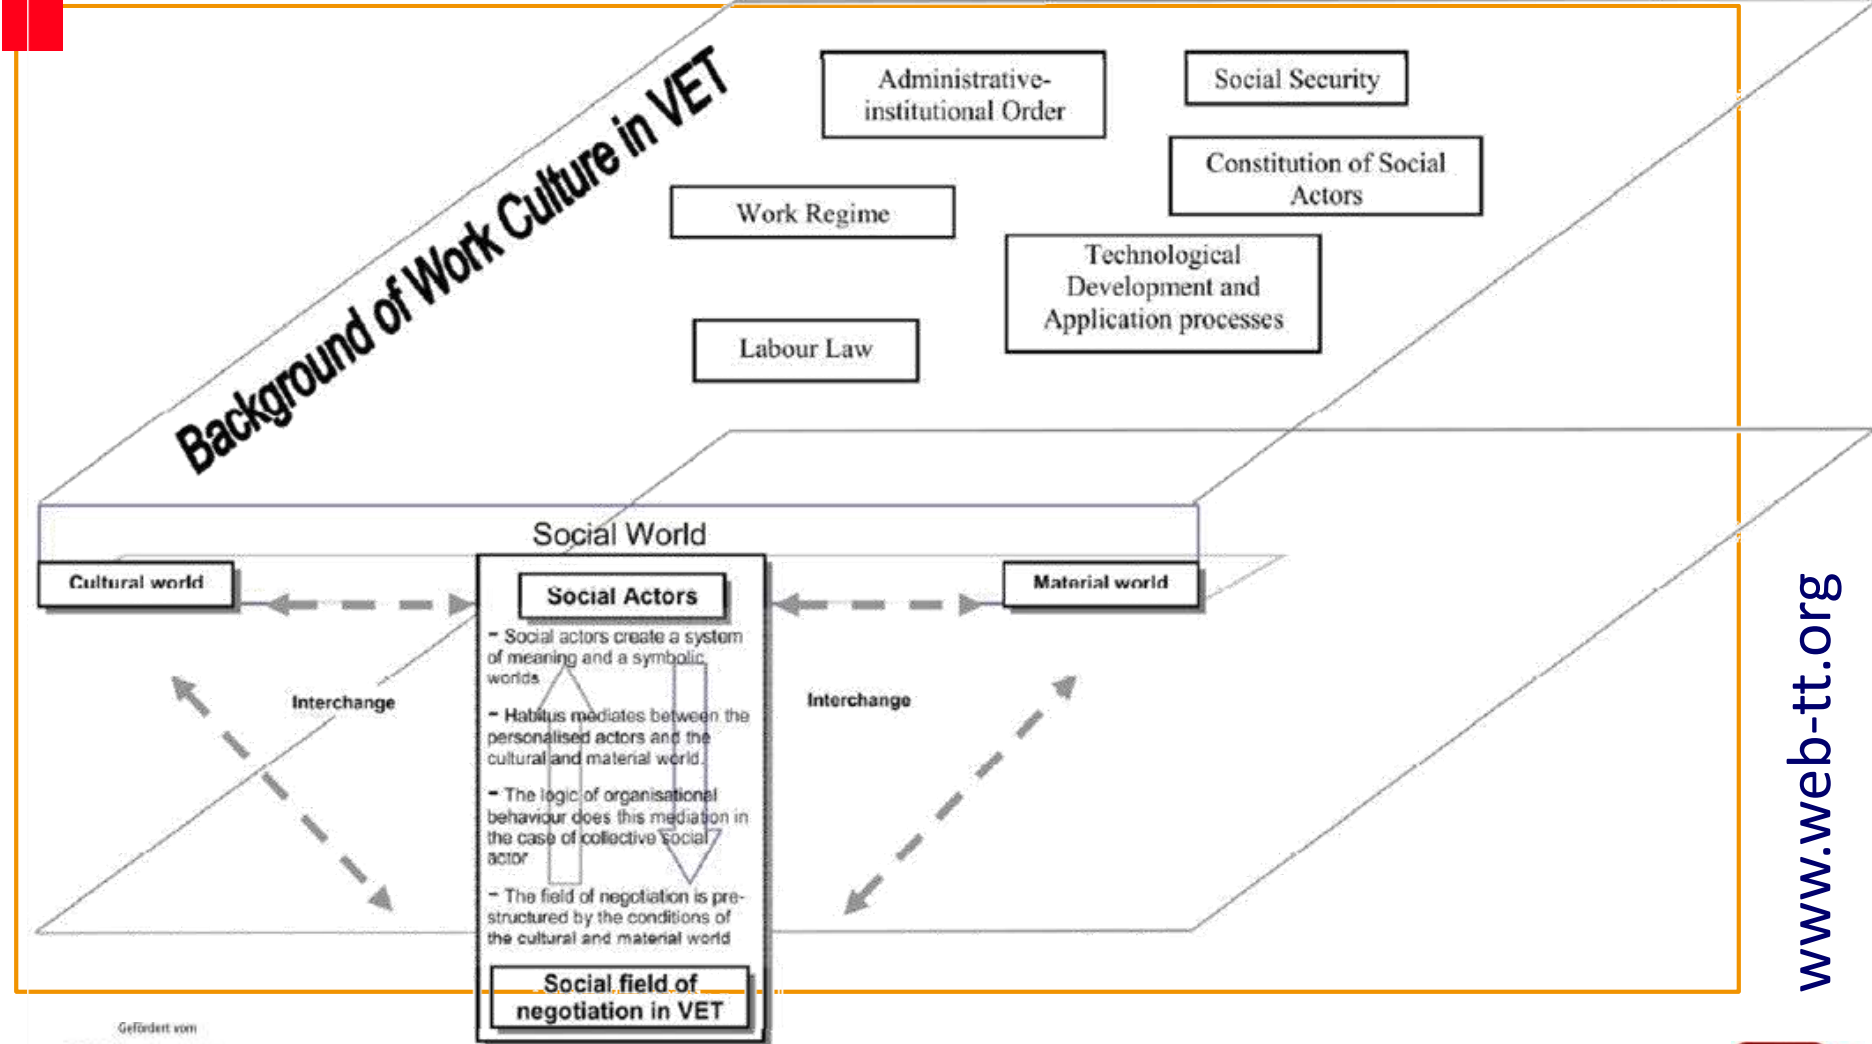 Background of Work Culture in VET
Administrative-
institutional Order
Social Security
Constitution of Social
Actors
Work Regime
Technological
Development and
Application processes
Labour Law
Social World
Cultural world
Social Actors
Material world
- Social actors create a system
of meaning and a symbolic
worlds
Interchange
Interchange
- Habitus mediates between the
personalised actors and the
cultural and material world.
- The logic of organisational
behaviour does this mediation in
the case of collective social
actor
- The field of negotiation is pre-
structured by the conditions of
the cultural and material world
Social field of
negotiation in VET
www.web-tt.org
Gefördert vom